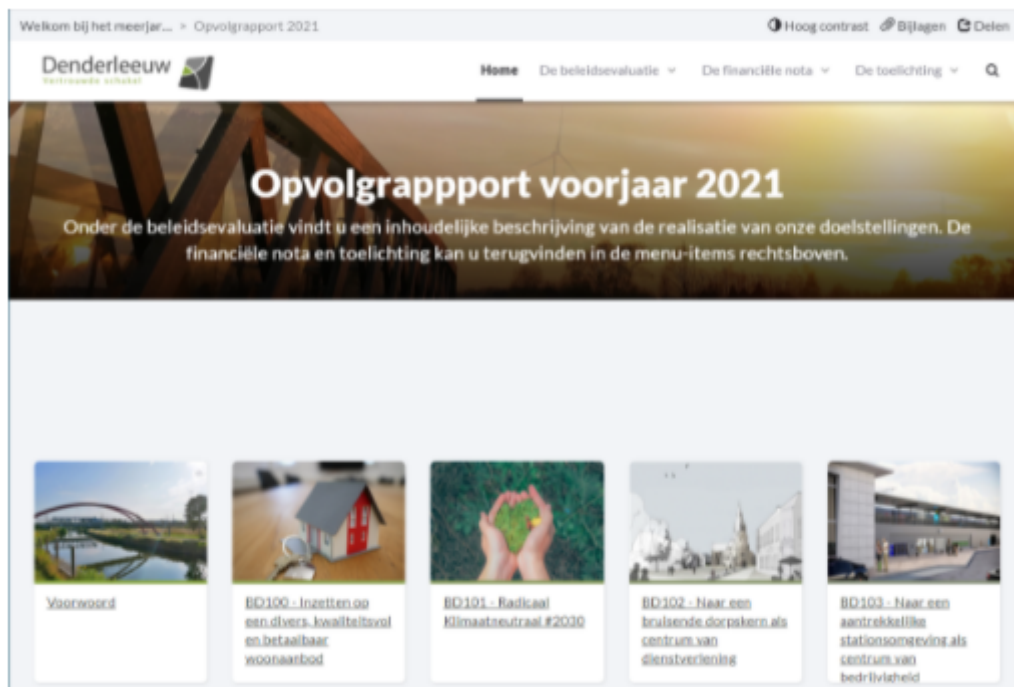 Welkom bij het meerjar... > Opvolgrapport 2021
Hoog contrast Bijlagen Delen
Denderleeuw
Vertrouwde schakel
Home De beleidsevaluatie De financiële nota De toelichting
Opvolgrappport voorjaar 2021
Onder de beleidsevaluatie vindt u een inhoudelijke beschrijving van de realisatie van onze doelstellingen. De
financiële nota en toelichting kan u terugvinden in de menu-items rechtsboven.
Voorwoord
BD100 - Inzetten op
een divers, kwaliteitsvol
en betaalbaar
woonaanbod
BD101 - Radicaal
Klimaatneutraal #2030
BD102 - Naar een
bruisende dorpskern als
centrum van
dienstverlening
BD103 - Naar een
aantrekkelijke
stationsomgeving als
centrum van
bedrijvigheid